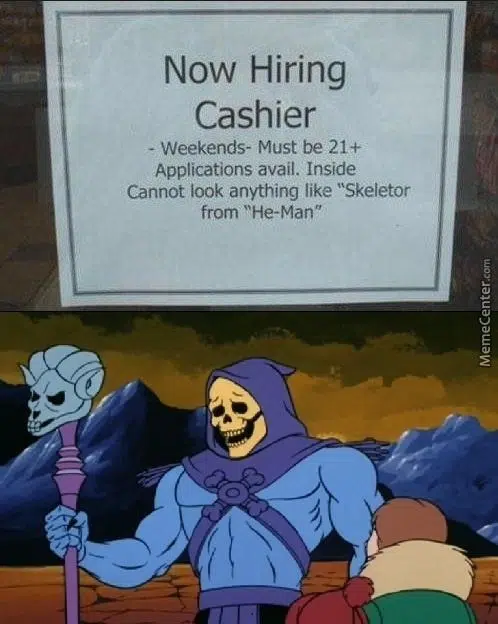 Now Hiring
Cashier
- Weekends- Must be 21+
Applications avail. Inside
Cannot look anything like “Skeletor
from “He-Man”
MemeCenter.com